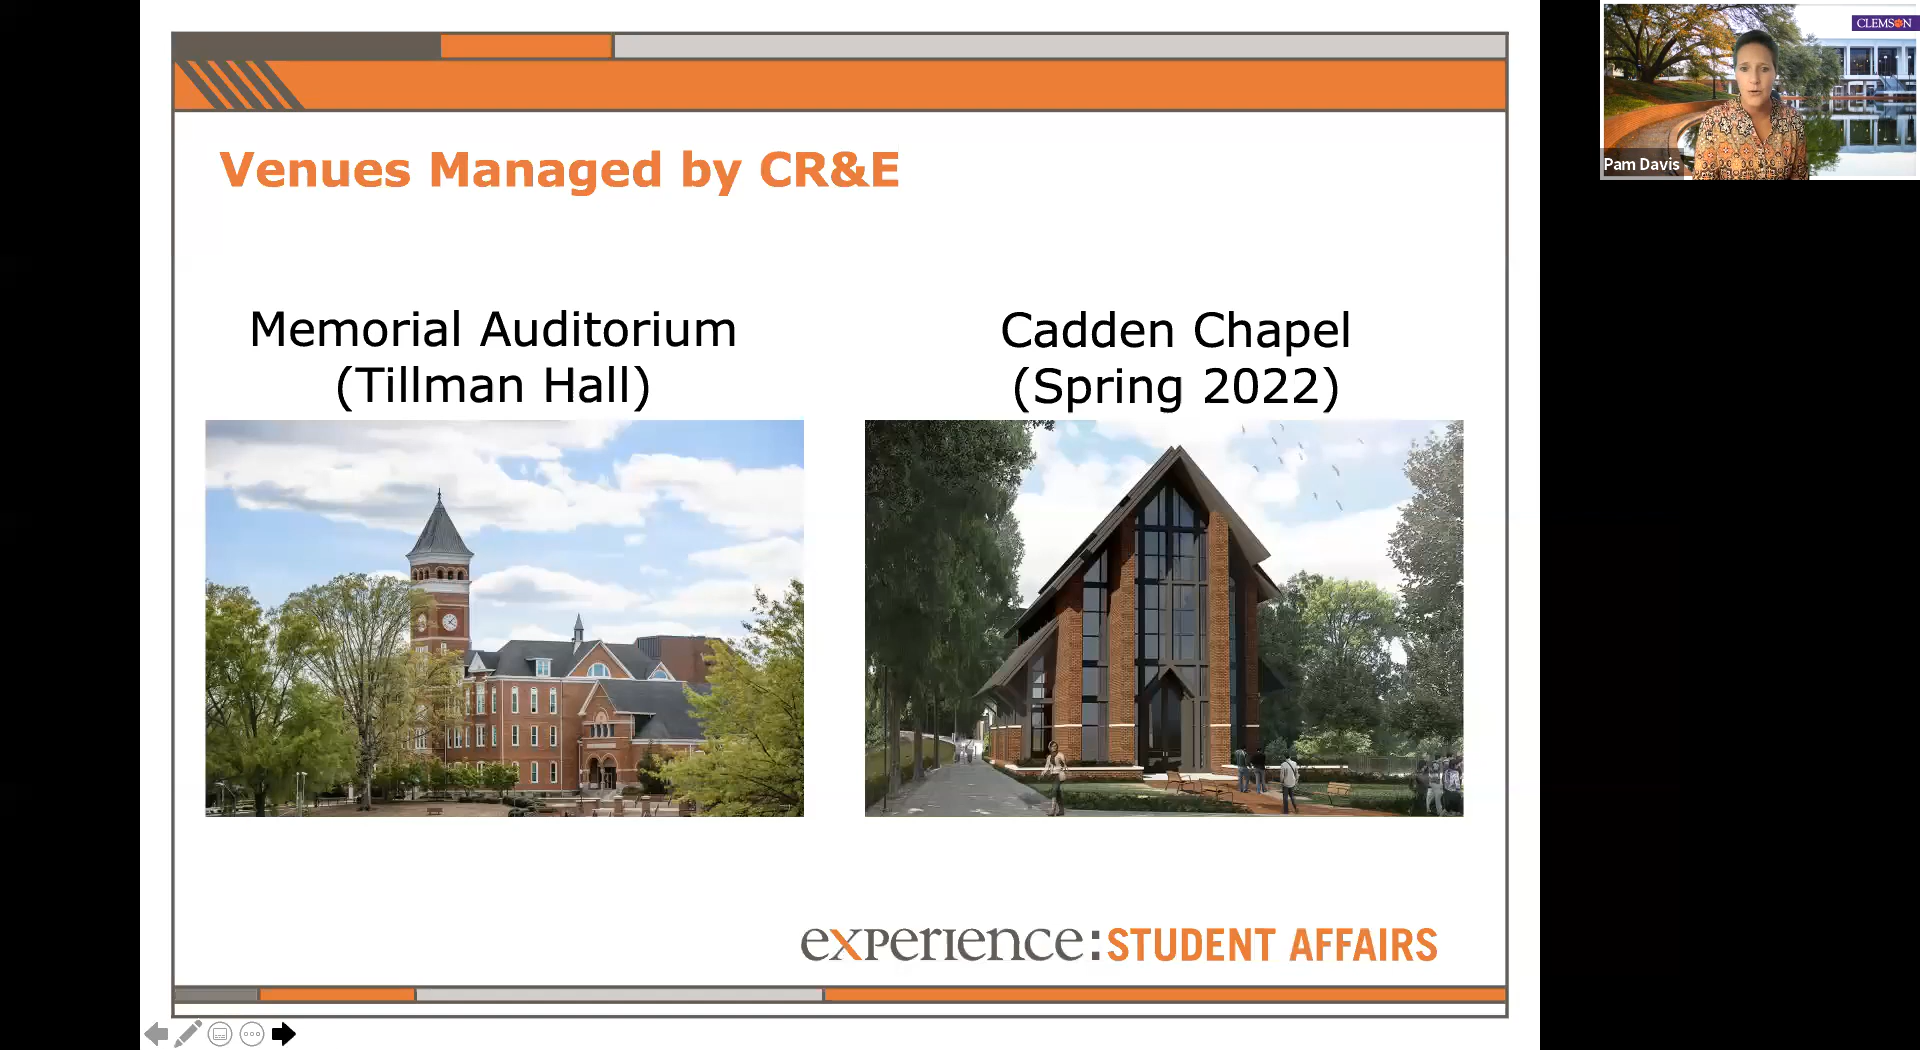 CLEMSON
Pam Davis
Venues Managed by CR&E
Memorial Auditorium
(Tillman Hall)
Cadden Chapel
(Spring 2022)
experience:STUDENT AFFAIRS